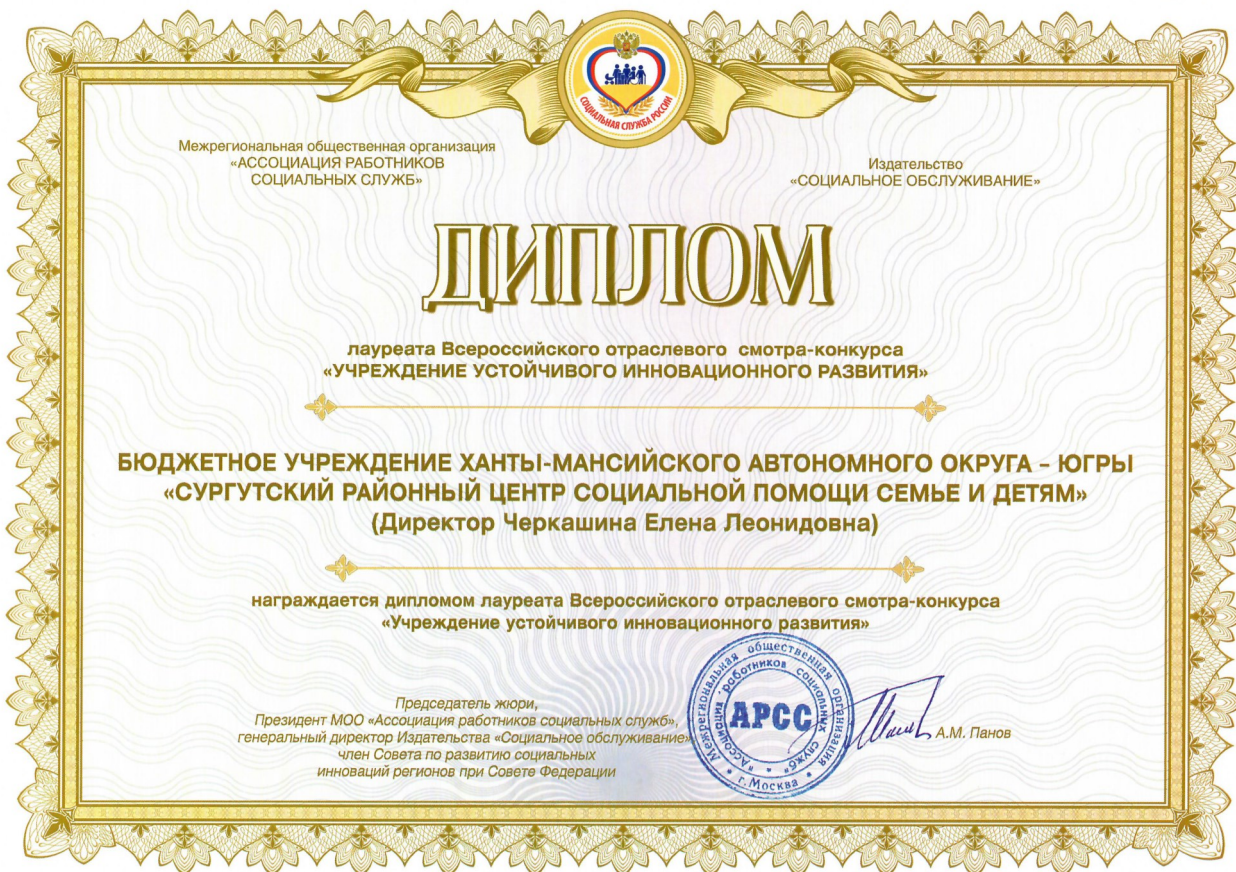 СОЦИАЛЬНАЯ СЛУЖБА РОССИИ
Межрегиональная общественная организация
«АССОЦИАЦИЯ РАБОТНИКОВ
СОЦИАЛЬНЫХ СЛУЖБ»
Издательство
«СОЦИАЛЬНОЕ ОБСЛУЖИВАНИЕ»
ДИПЛОМ
лауреата Всероссийского отраслевого смотра-конкурса
«УЧРЕЖДЕНИЕ УСТОЙЧИВОГО ИННОВАЦИОННОГО РАЗВИТИЯ»
БЮДЖЕТНОЕ УЧРЕЖДЕНИЕ ХАНТЫ-МАНСИЙСКОГО АВТОНОМНОГО ОКРУГА – ЮГРЫ
«СУРГУТСКИЙ РАЙОННЫЙ ЦЕНТР СОЦИАЛЬНОЙ ПОМОЩИ СЕМЬЕ И ДЕТЯМ»
(Директор Черкашина Елена Леонидовна)
награждается дипломом лауреата Всероссийского отраслевого смотра-конкурса
«Учреждение устойчивого инновационного развития»
Председатель жюри,
Президент МОО «Ассоциация работников социальных служб»,
генеральный директор Издательства «Социальное обслуживание»
член Совета по развитию социальных
инноваций регионов при Совете Федерации
Межрегиональная общественная организация
«Ассоциация работников социальных служб»
АРСС
г. Москва
А.М. Панов